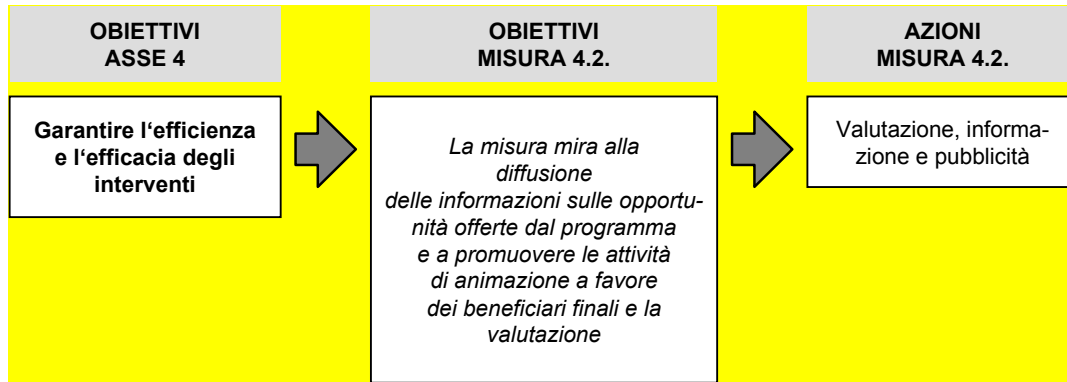 OBIETTIVI
ASSE 4
OBIETTIVI
MISURA 4.2.
AZIONI
MISURA 4.2.
Garantire l‘efficienza
e l‘efficacia degli
interventi
La misura mira alla
diffusione
delle informazioni sulle opportu-
nità offerte dal programma
e a promuovere le attività
di animazione a favore
dei beneficiari finali e la
valutazione
Valutazione, informa-
zione e pubblicità